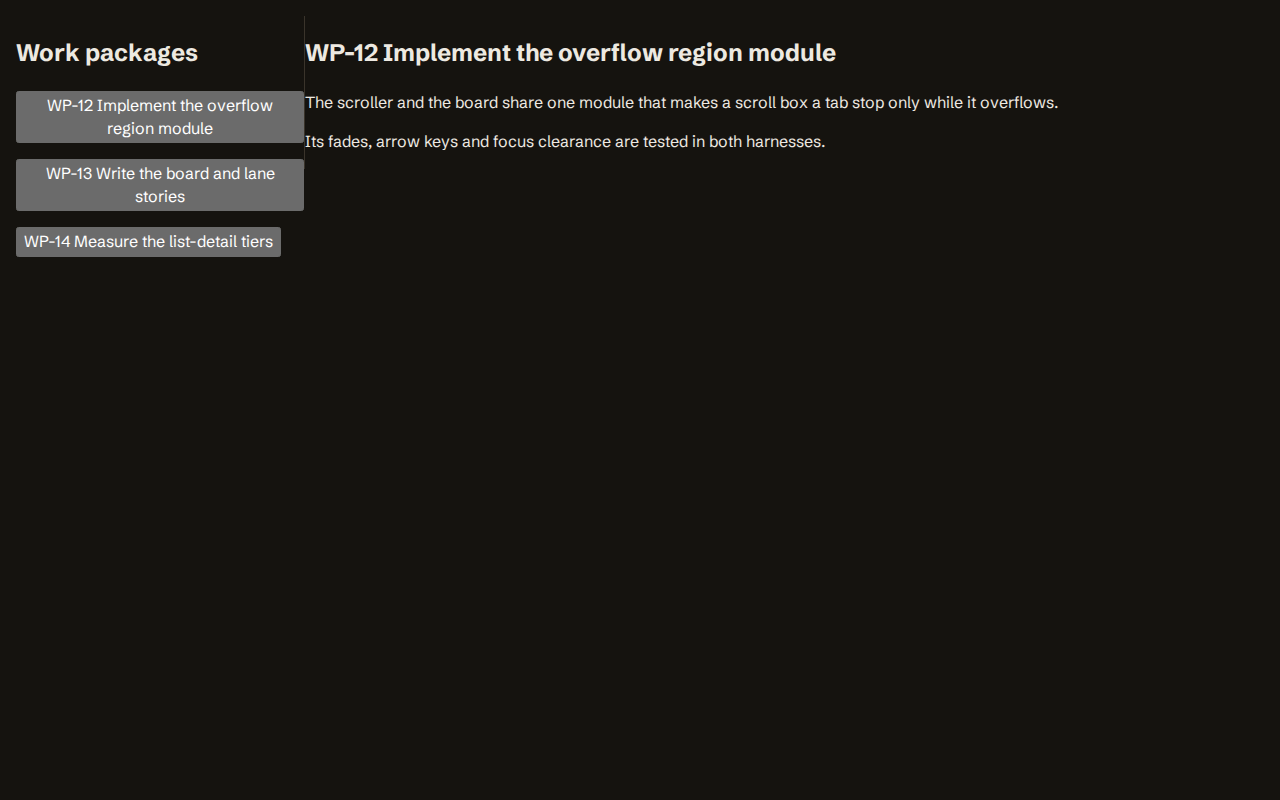 Work packages
WP-12 Implement the overflow
region module
WP-13 Write the board and lane
stories
WP-14 Measure the list-detail tiers
WP-12 Implement the overflow region module
The scroller and the board share one module that makes a scroll box a tab stop only while it overflows.
Its fades, arrow keys and focus clearance are tested in both harnesses.